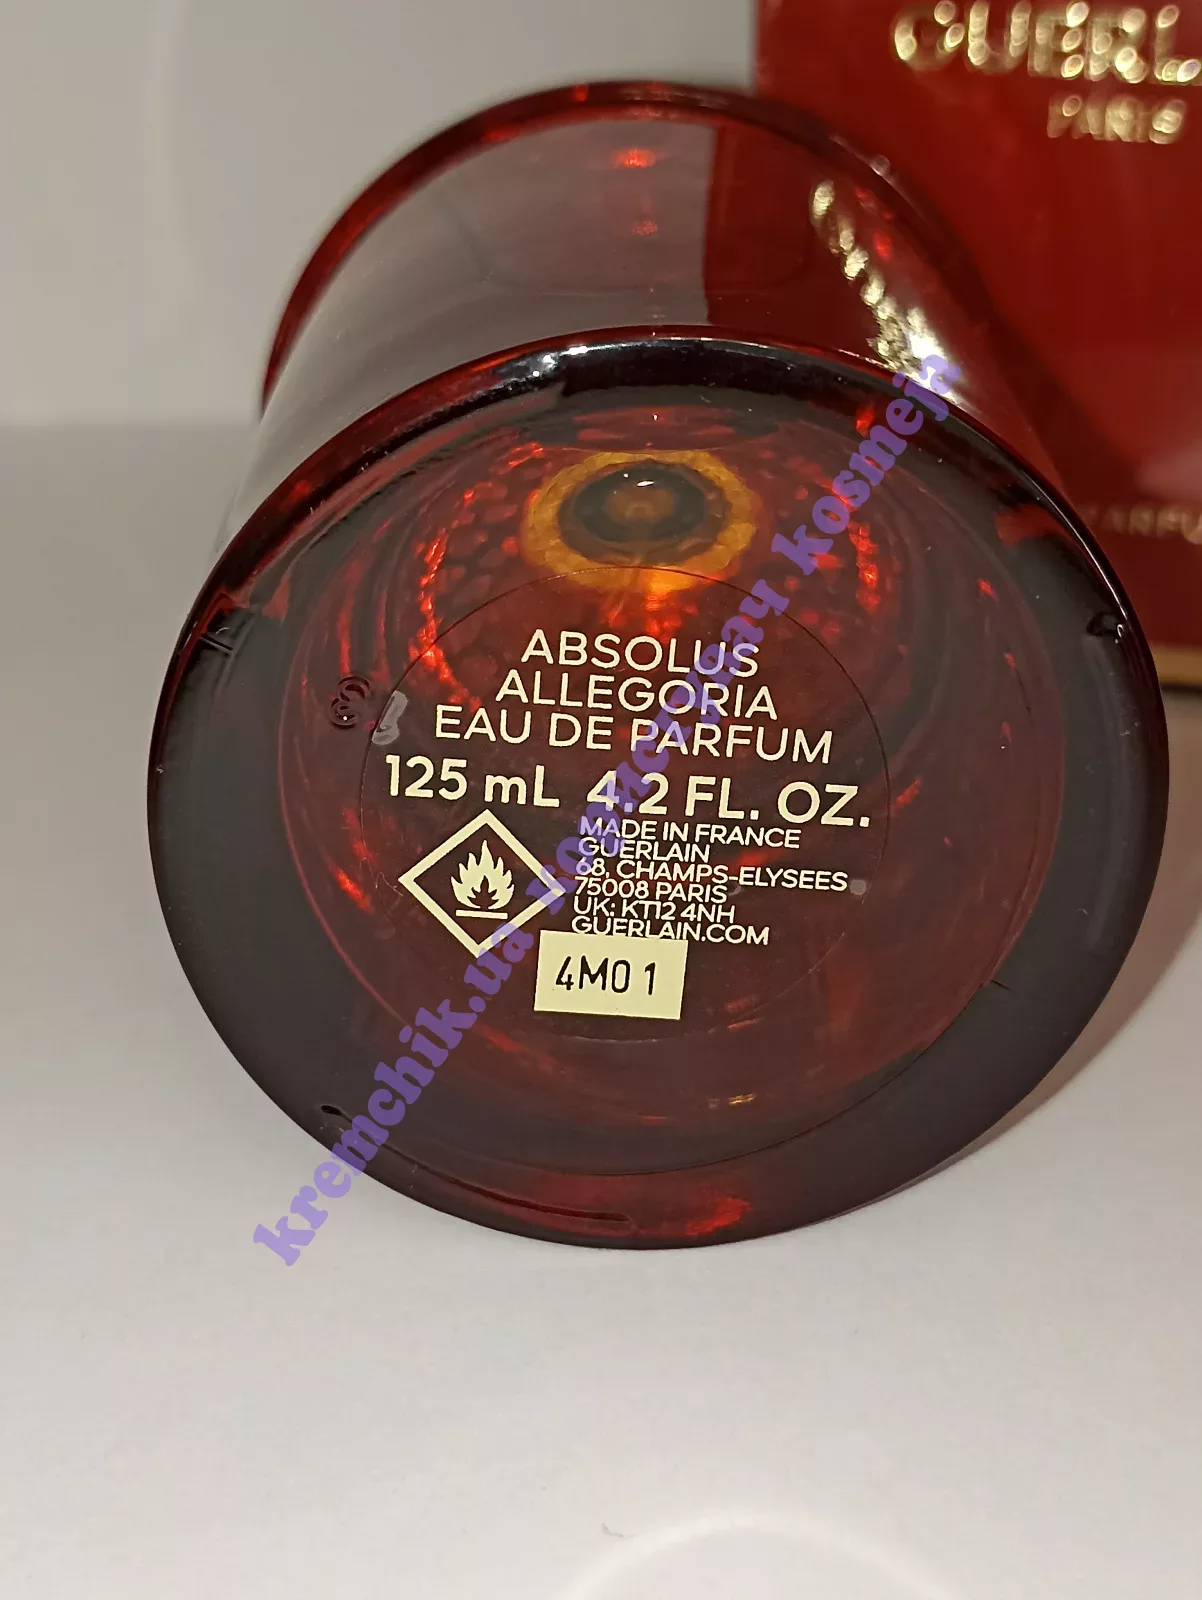 GUERL
PARIS
ABSOLUS
ALLEGORIA
EAU DE PARFUM
125 mL 4.2 FL. OZ.
MADE IN FRANCE
GUERLAIN
68, CHAMPS-ELYSEES
75008 PARIS
UK: KT12 4NH
GUERLAIN.COM
4M01
kremchik.ua
kosmeja